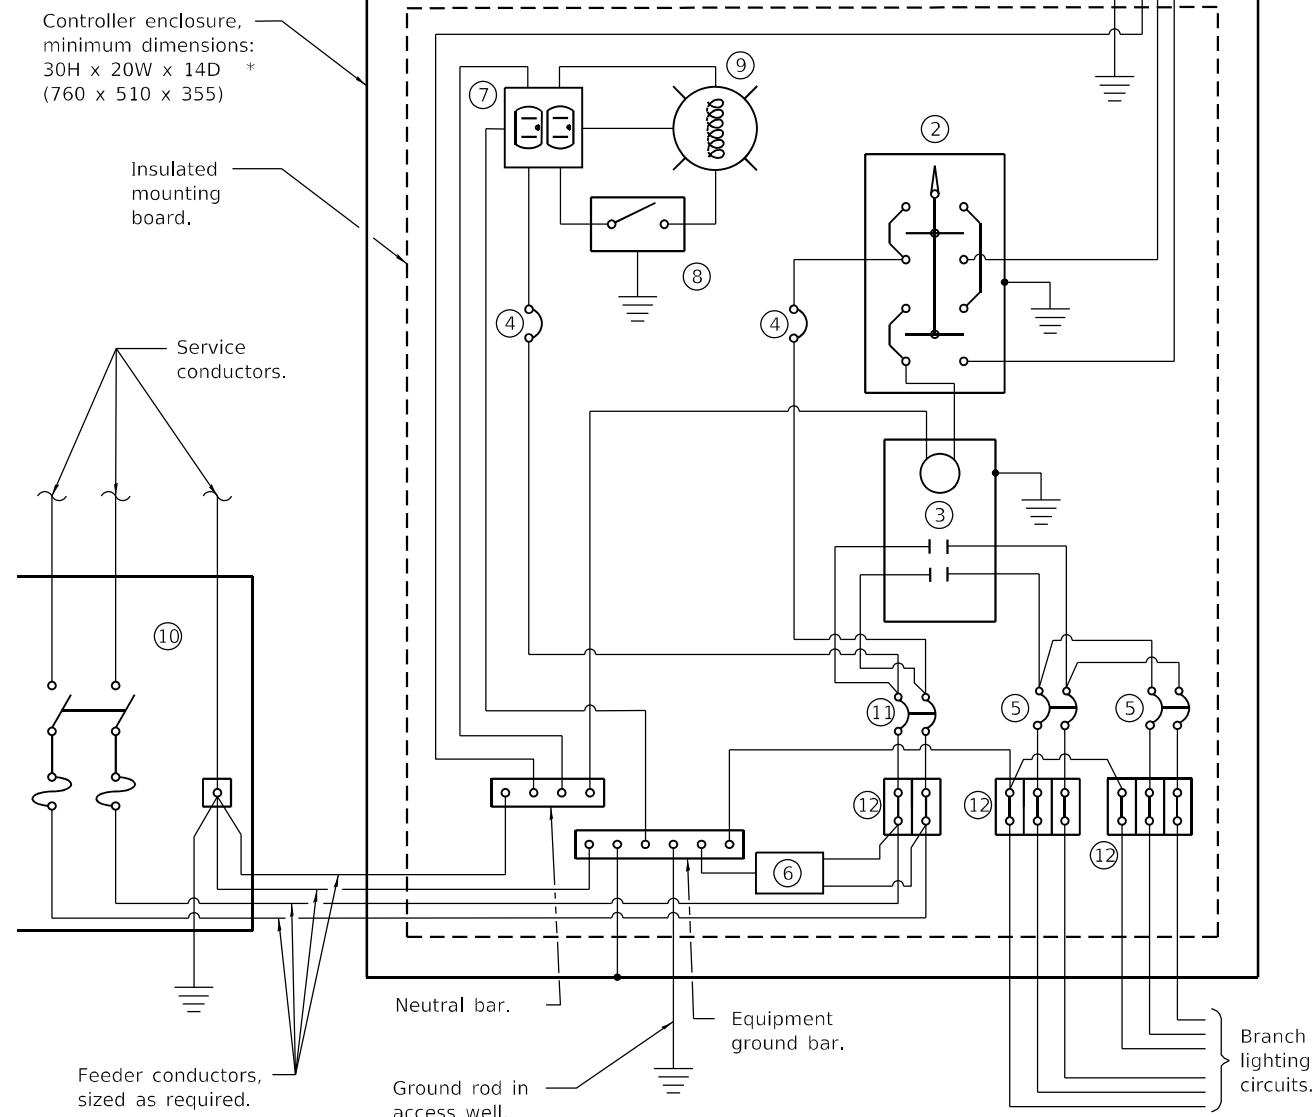 Controller enclosure,
minimum dimensions:
30H x 20W x 14D *
(760 x 510 x 355)
9
7
2
Insulated
mounting
board.
8
4
4
Service
conductors.
3
10
11
5
5
12
12
12
6
Neutral bar.
Equipment
ground bar.
Branch
lighting
circuits.
Feeder conductors,
sized as required.
Ground rod in
access well.